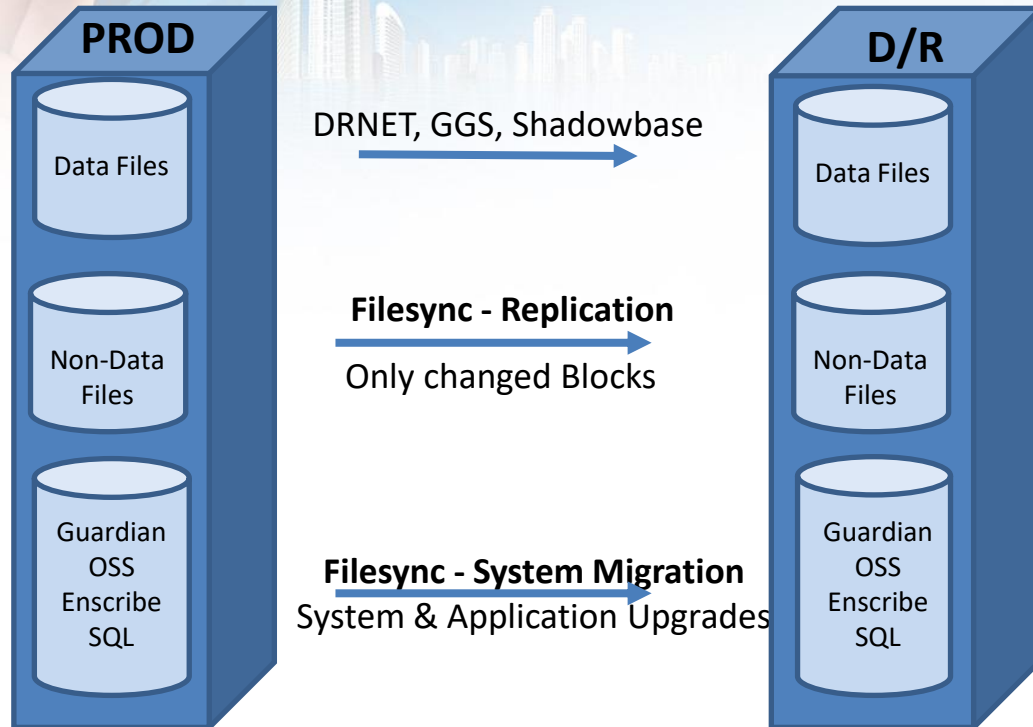 PROD
D/R
Data Files
DRNET, GGS, Shadowbase
Data Files
Non-Data
Files
Filesync - Replication
Only changed Blocks
Non-Data
Files
Guardian
OSS
Enscribe
SQL
Filesync - System Migration
System & Application Upgrades
Guardian
OSS
Enscribe
SQL